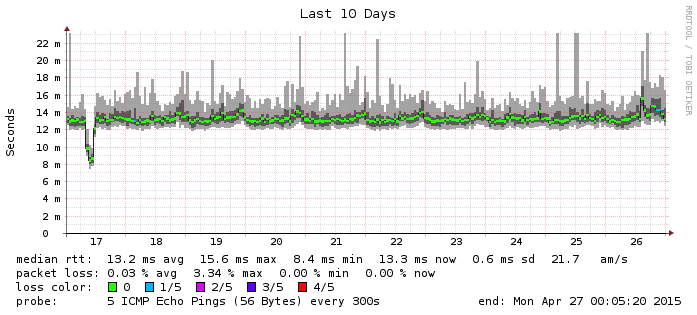 Last 10 Days
RRDTOOL / TOBI OETIKER
Seconds
22 m
20 m
18 m
16 m
14 m
12 m
10 m
8 m
6 m
4 m
2 m
0
17 18 19 20 21 22 23 24 25 26
median rtt: 13.2 ms avg 15.6 ms max 8.4 ms min 13.3 ms now 0.6 ms sd 21.7 am/s
packet loss: 0.03 % avg 3.34 % max 0.00 % min 0.00 % now
loss color: 0 1/5 2/5 3/5 4/5
probe: 5 ICMP Echo Pings (56 Bytes) every 300s end: Mon Apr 27 00:05:20 2015